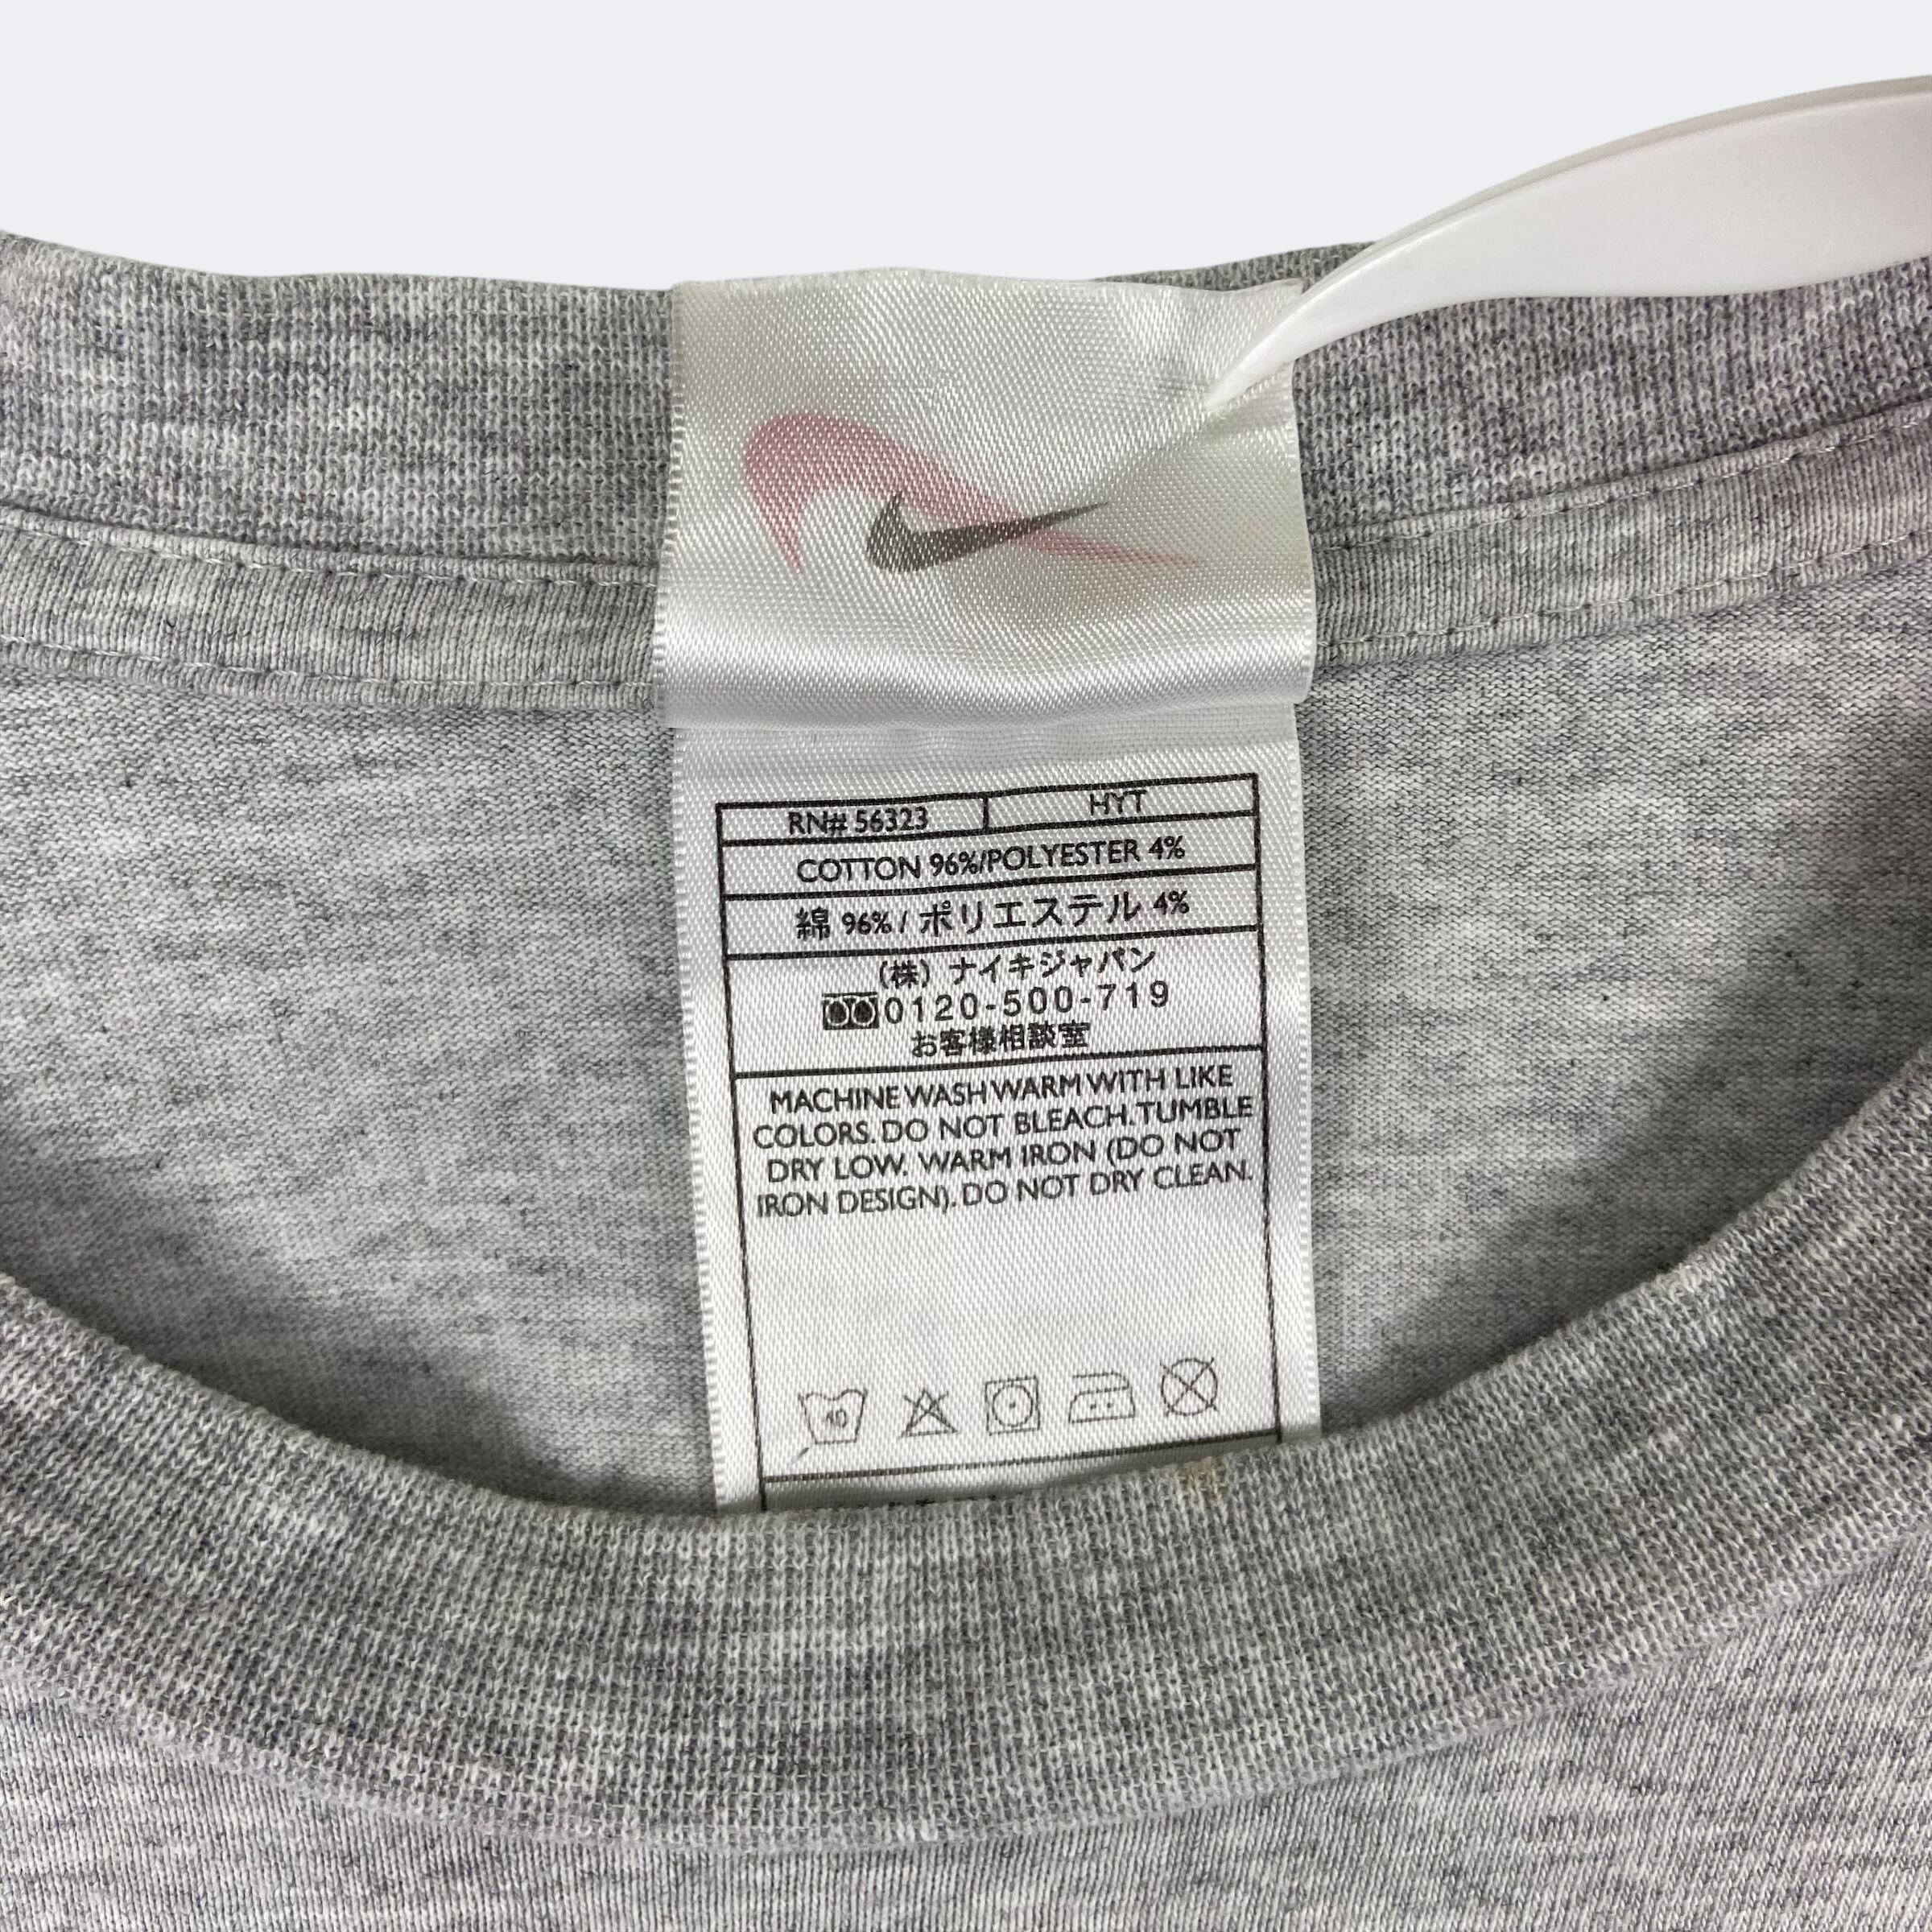 RN# 56323 HYT
COTTON 96%/POLYESTER 4%
綿 96% / ポリエステル 4%
(株) ナイキジャパン
0120-500-719
お客様相談室
MACHINE WASH WARM WITH LIKE
COLORS. DO NOT BLEACH. TUMBLE
DRY LOW. WARM IRON (DO NOT
IRON DESIGN). DO NOT DRY CLEAN.
40